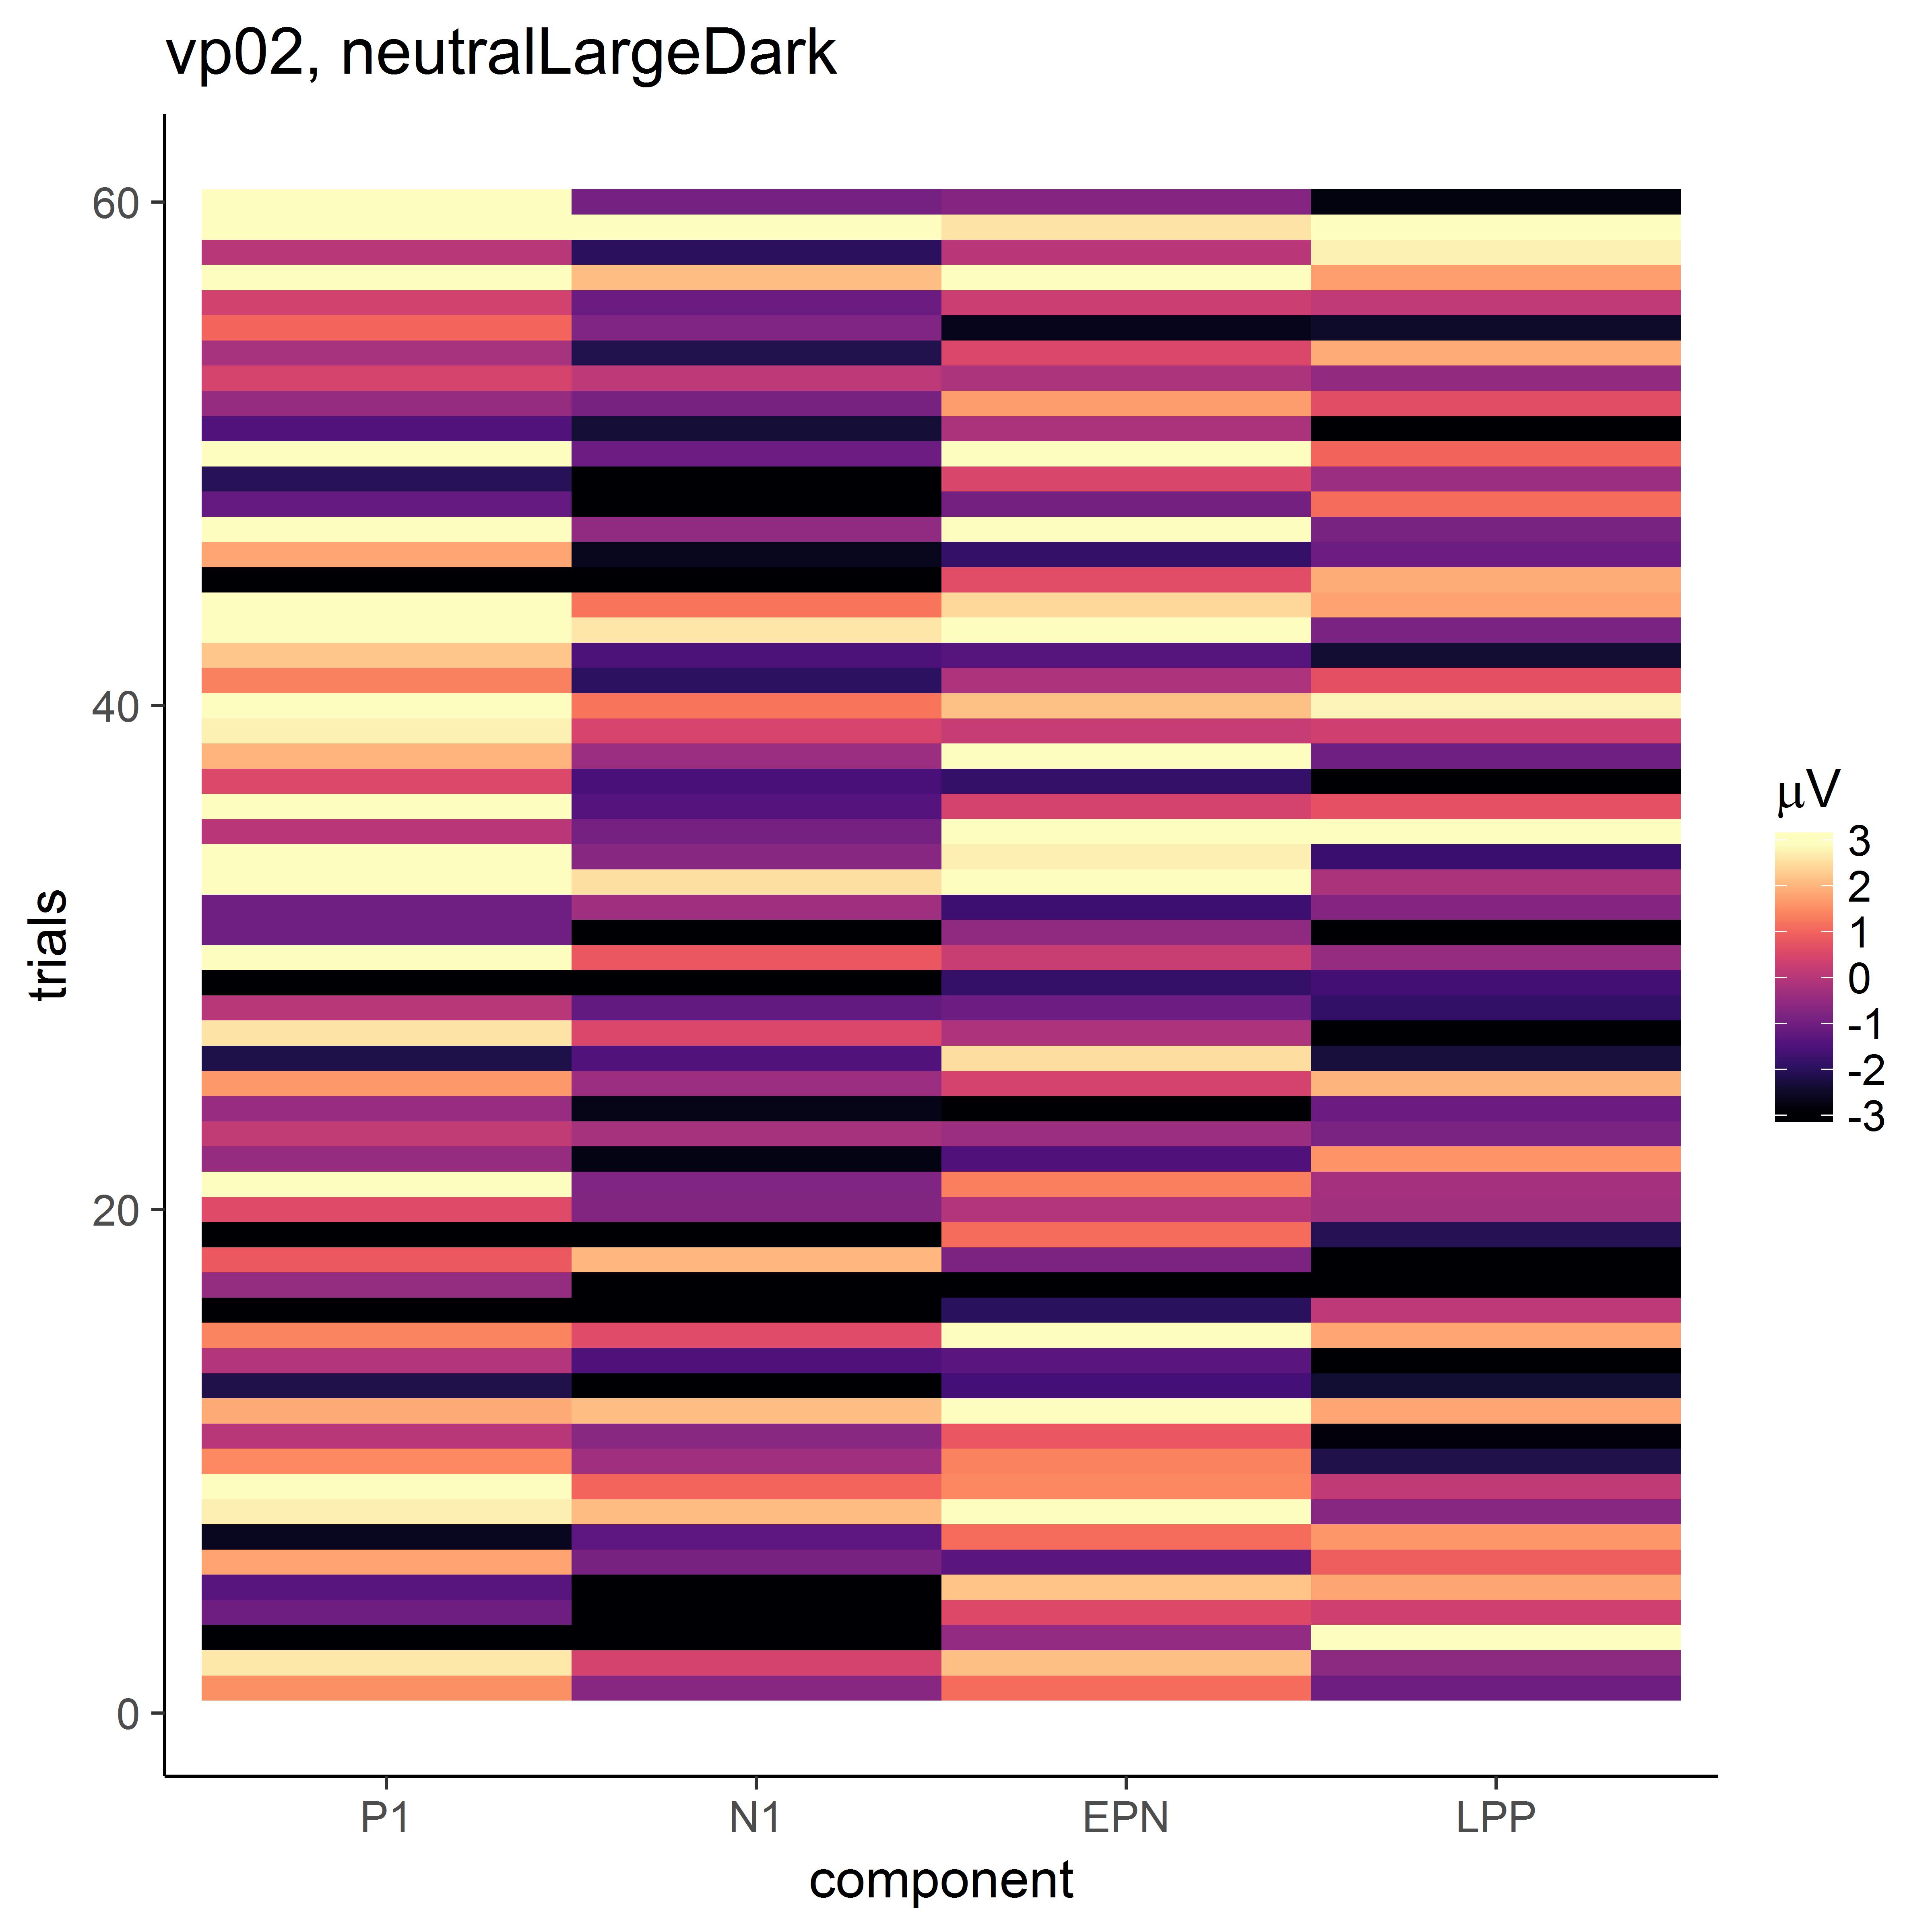 vp02, neutralLargeDark
60
40
20
0
trials
P1 N1 EPN LPP
component
μV
3
2
1
0
-1
-2
-3